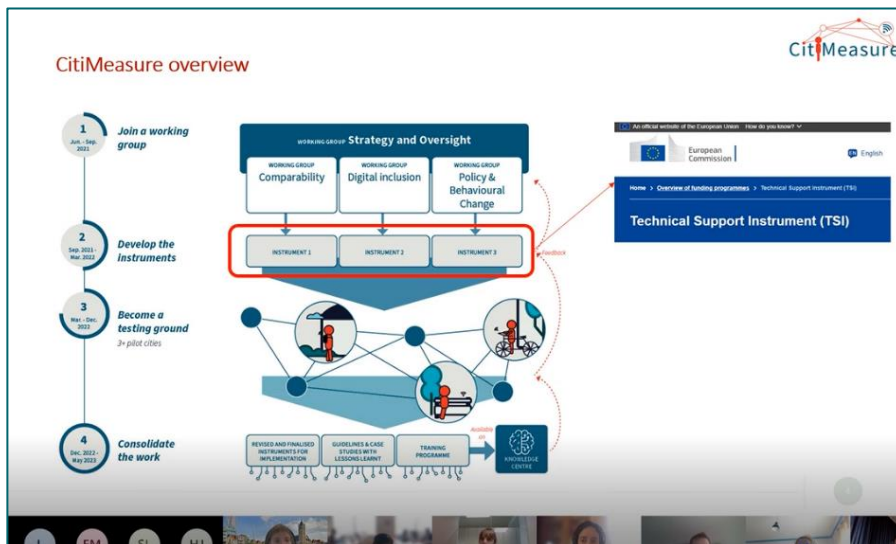 CitiMeasure
CitiMeasure overview
1
Jun. - Sep.
2021
Join a working
group
2
Sep. 2021 -
Mar. 2022
Develop the
instruments
3
Mar. - Dec.
2022
Become a
testing ground
3+ pilot cities
4
Dec. 2022 -
May 2023
Consolidate
the work
WORKING GROUP Strategy and Oversight
WORKING GROUP
Comparability
WORKING GROUP
Digital inclusion
WORKING GROUP
Policy &
Behavioural
Change
INSTRUMENT 1
INSTRUMENT 2
INSTRUMENT 3
Feedback
REVISED AND FINALISED
INSTRUMENTS FOR
IMPLEMENTATION
GUIDELINES & CASE
STUDIES WITH
LESSONS LEARNT
TRAINING
PROGRAMME
Available
on
KNOWLEDGE
CENTRE
An official website of the European Union How do you know?
European
Commission
EN English
Home > Overview of funding programmes > Technical Support Instrument (TSI)
Technical Support Instrument (TSI)